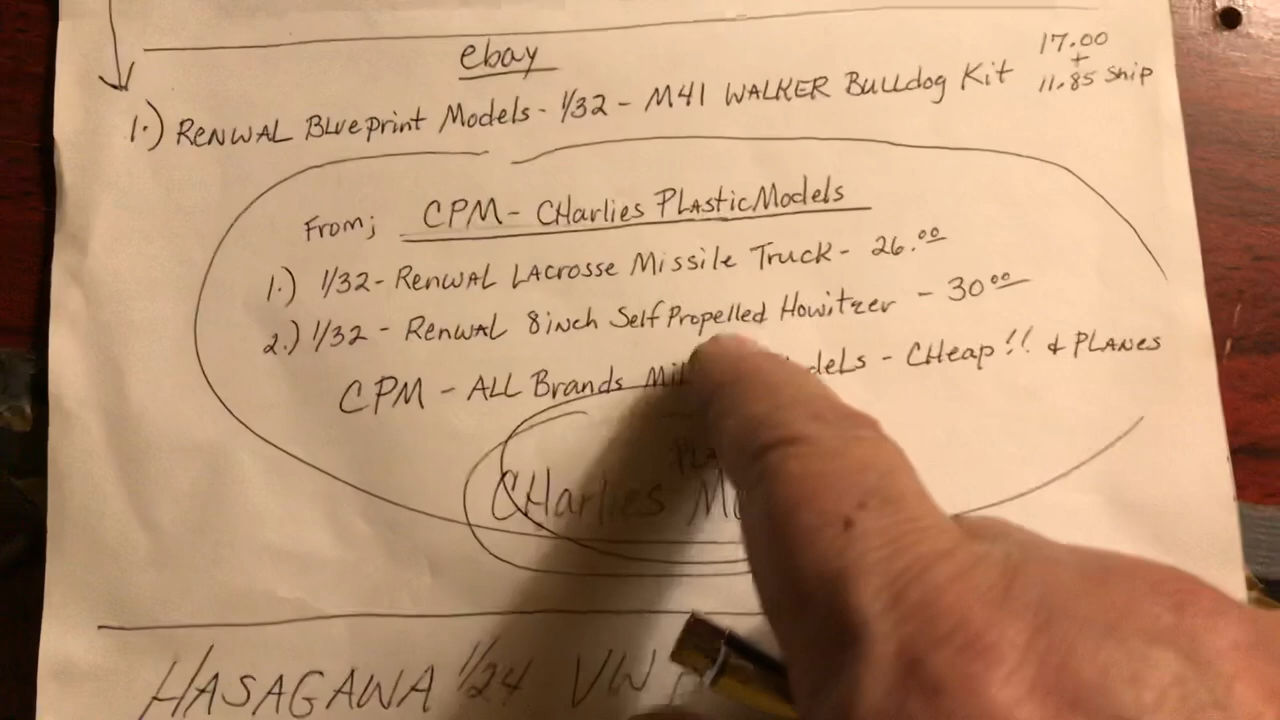 ebay
17.00
+
1.) RENWAL Blueprint Models - 1/32 - M41 WALKER Bulldog Kit 11.85 Ship
From; CPM - CHarlies PLasticModels
1.) 1/32 - Renwal LAcrosse Missile Truck - 26.00
2.) 1/32 - Renwal 8inch Self Propelled Howitzer - 30.00
CPM - ALL Brands - CHeap!! & PLANes
CHarlies
HASAGAWA 1/24 VW